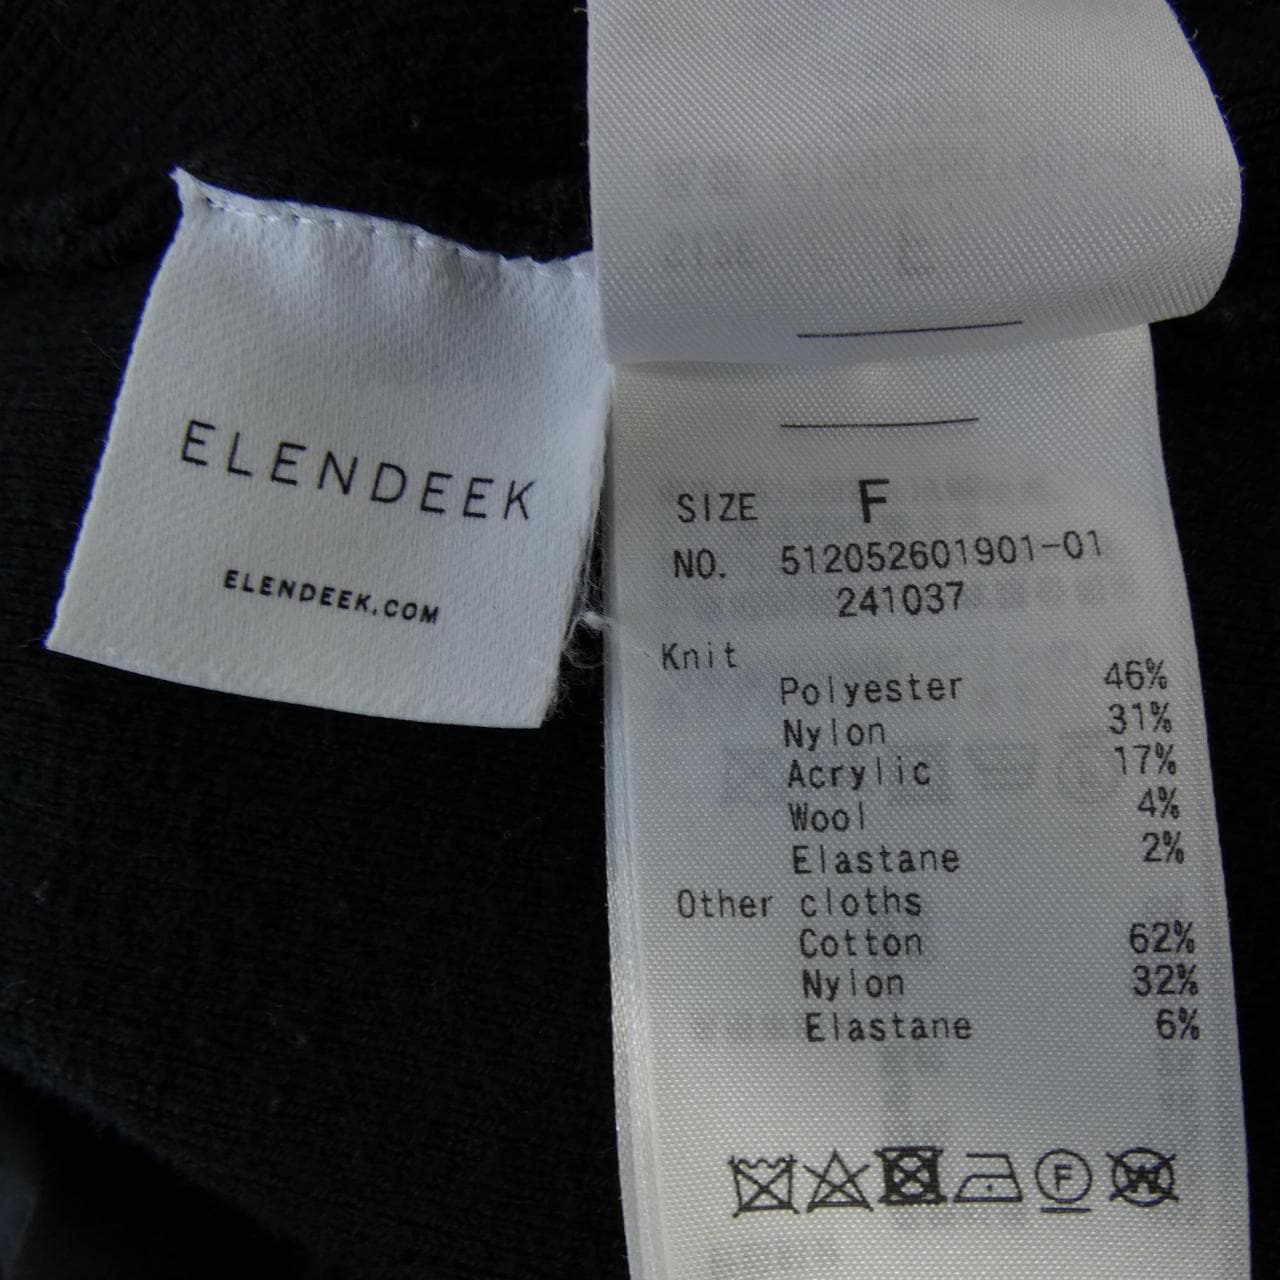 ELENDEEK
ELENDEEK.COM
SIZE F
NO. 512052601901-01
241037
Knit
Polyester 46%
Nylon 31%
Acrylic 17%
Wool 4%
Elastane 2%
Other cloths
Cotton 62%
Nylon 32%
Elastane 6%
F
W